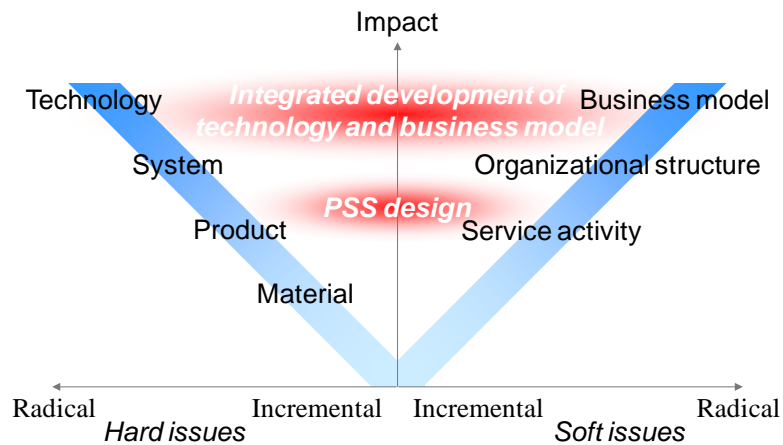 Impact
Technology
Integrated development of
technology and business model
Business model
System
Organizational structure
PSS design
Product
Service activity
Material
Radical
Incremental
Incremental
Radical
Hard issues
Soft issues